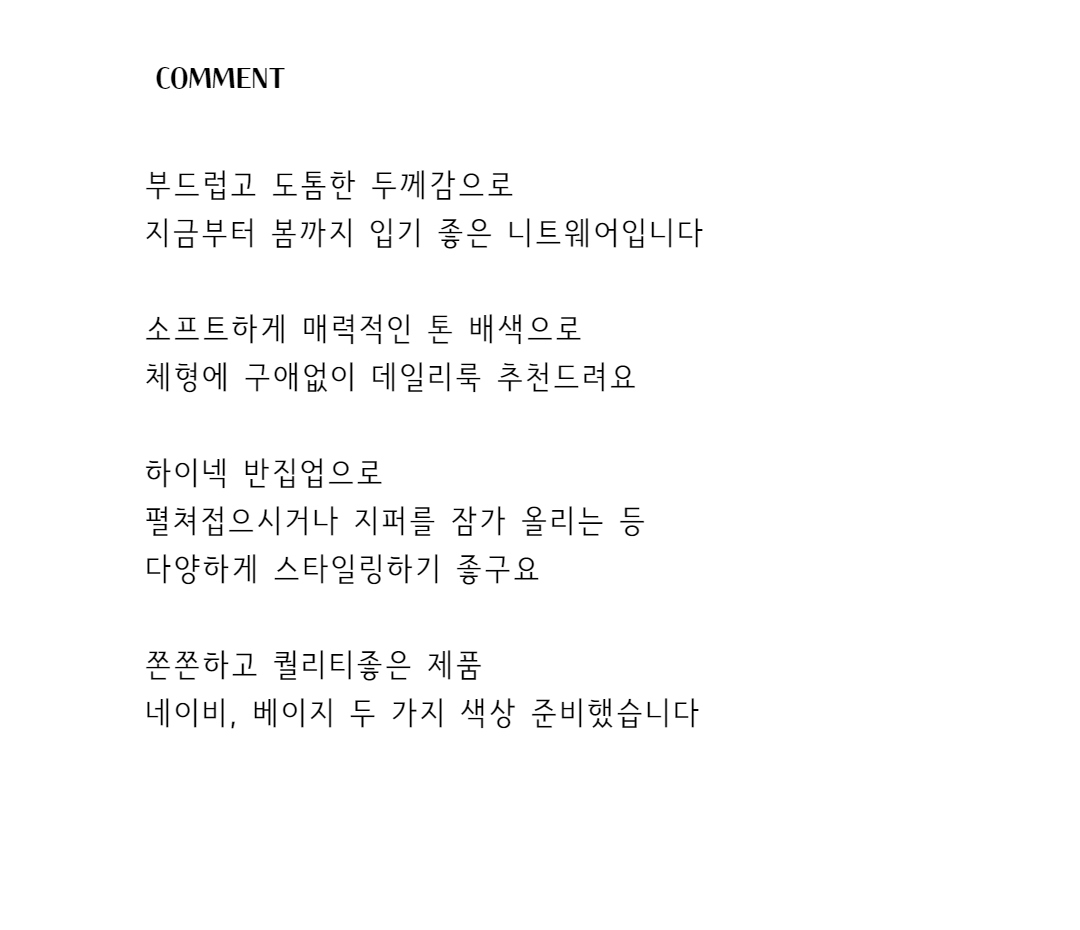 COMMENT
부드럽고 도톰한 두께감으로
지금부터 봄까지 입기 좋은 니트웨어입니다
소프트하게 매력적인 톤 배색으로
체형에 구애없이 데일리룩 추천드려요
하이넥 반집업으로
펼쳐접으시거나 지퍼를 잠가 올리는 등
다양하게 스타일링하기 좋구요
쫀쫀하고 퀄리티좋은 제품
네이비, 베이지 두 가지 색상 준비했습니다